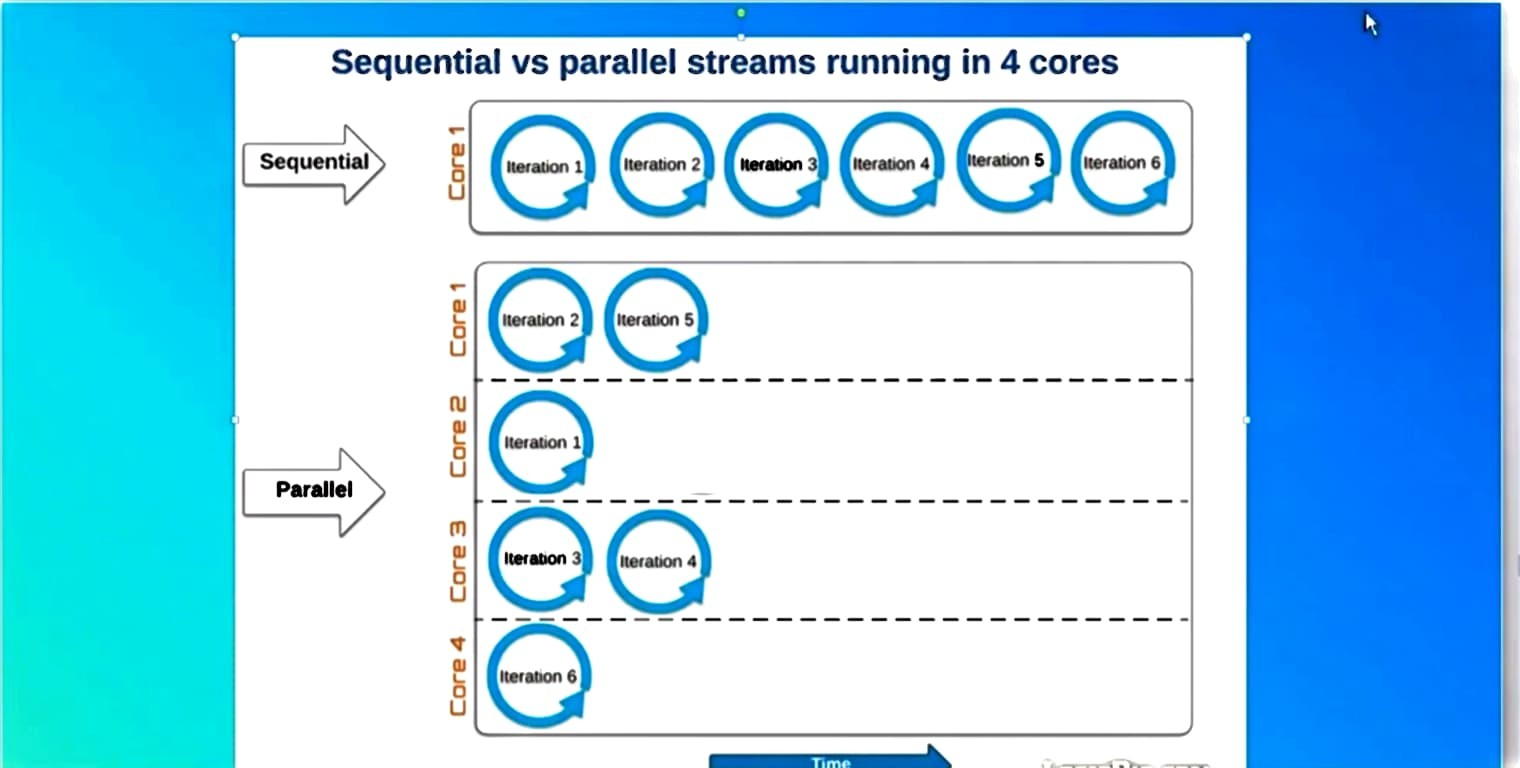 Sequential vs parallel streams running in 4 cores
Sequential
Core 1
Iteration 1
Iteration 2
Iteration 3
Iteration 4
Iteration 5
Iteration 6
Parallel
Core 1
Iteration 2
Iteration 5
Core 2
Iteration 1
Core 3
Iteration 3
Iteration 4
Core 4
Iteration 6
Time